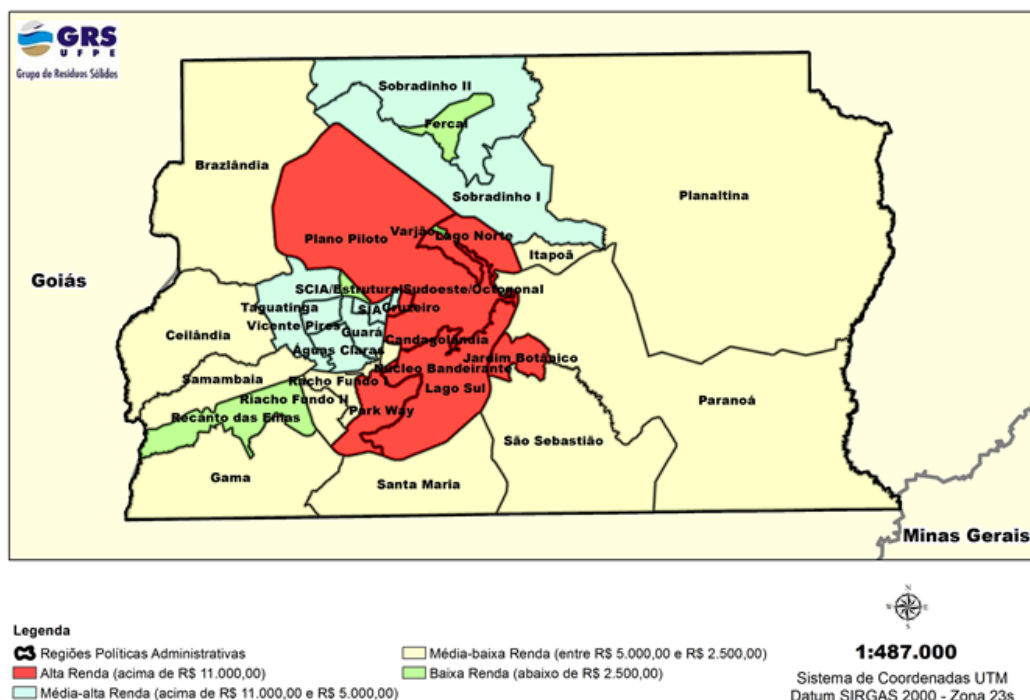 GRS
UFPE
Grupo de Resíduos Sólidos
Sobradinho II
Fercal
Brazlândia
Planaltina
Sobradinho I
Varjão
Lago Norte
Plano Piloto
Itapoã
Goiás
SCIA/Estrutural
Sudoeste/Octogonal
Taguatinga
SIA
Cruzeiro
Vicente Pires
Guará
Ceilândia
Candagolândia
Águas Claras
Jardim Botânico
Núcleo Bandeirante
Samambaia
Riacho Fundo I
Lago Sul
Riacho Fundo II
Park Way
Paranoá
Recanto das Emas
São Sebastião
Gama
Santa Maria
Minas Gerais
Legenda
Regiões Políticas Administrativas
Alta Renda (acima de R$ 11.000,00)
Média-alta Renda (acima de R$ 11.000,00 e R$ 5.000,00)
Média-baixa Renda (entre R$ 5.000,00 e R$ 2.500,00)
Baixa Renda (abaixo de R$ 2.500,00)
N
W
E
S
1:487.000
Sistema de Coordenadas UTM
Datum SIRGAS 2000 - Zona 23s